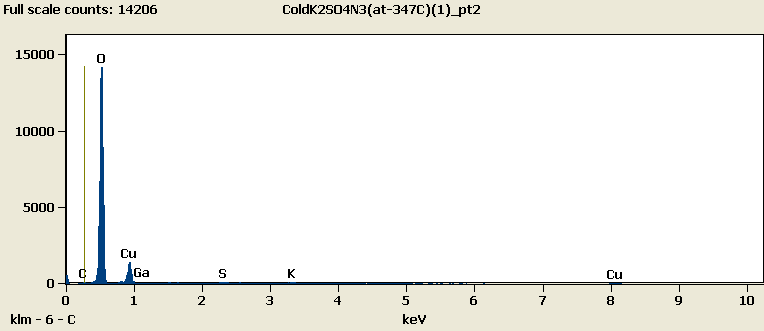 Full scale counts: 14206 ColdK2SO4N3(at-347C)(1)_pt2
15000
O
10000
5000
Cu
C Ga S K Cu
0
0 1 2 3 4 5 6 7 8 9 10
klm - 6 - C keV